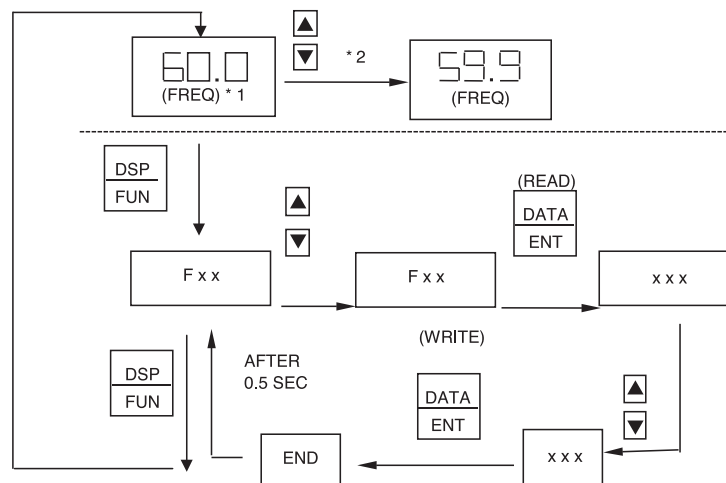 60.0
(FREQ) * 1
* 2
59.9
(FREQ)
DSP
FUN
(READ)
DATA
ENT
F x x
F x x
x x x
(WRITE)
DSP
FUN
AFTER
0.5 SEC
DATA
ENT
END
x x x